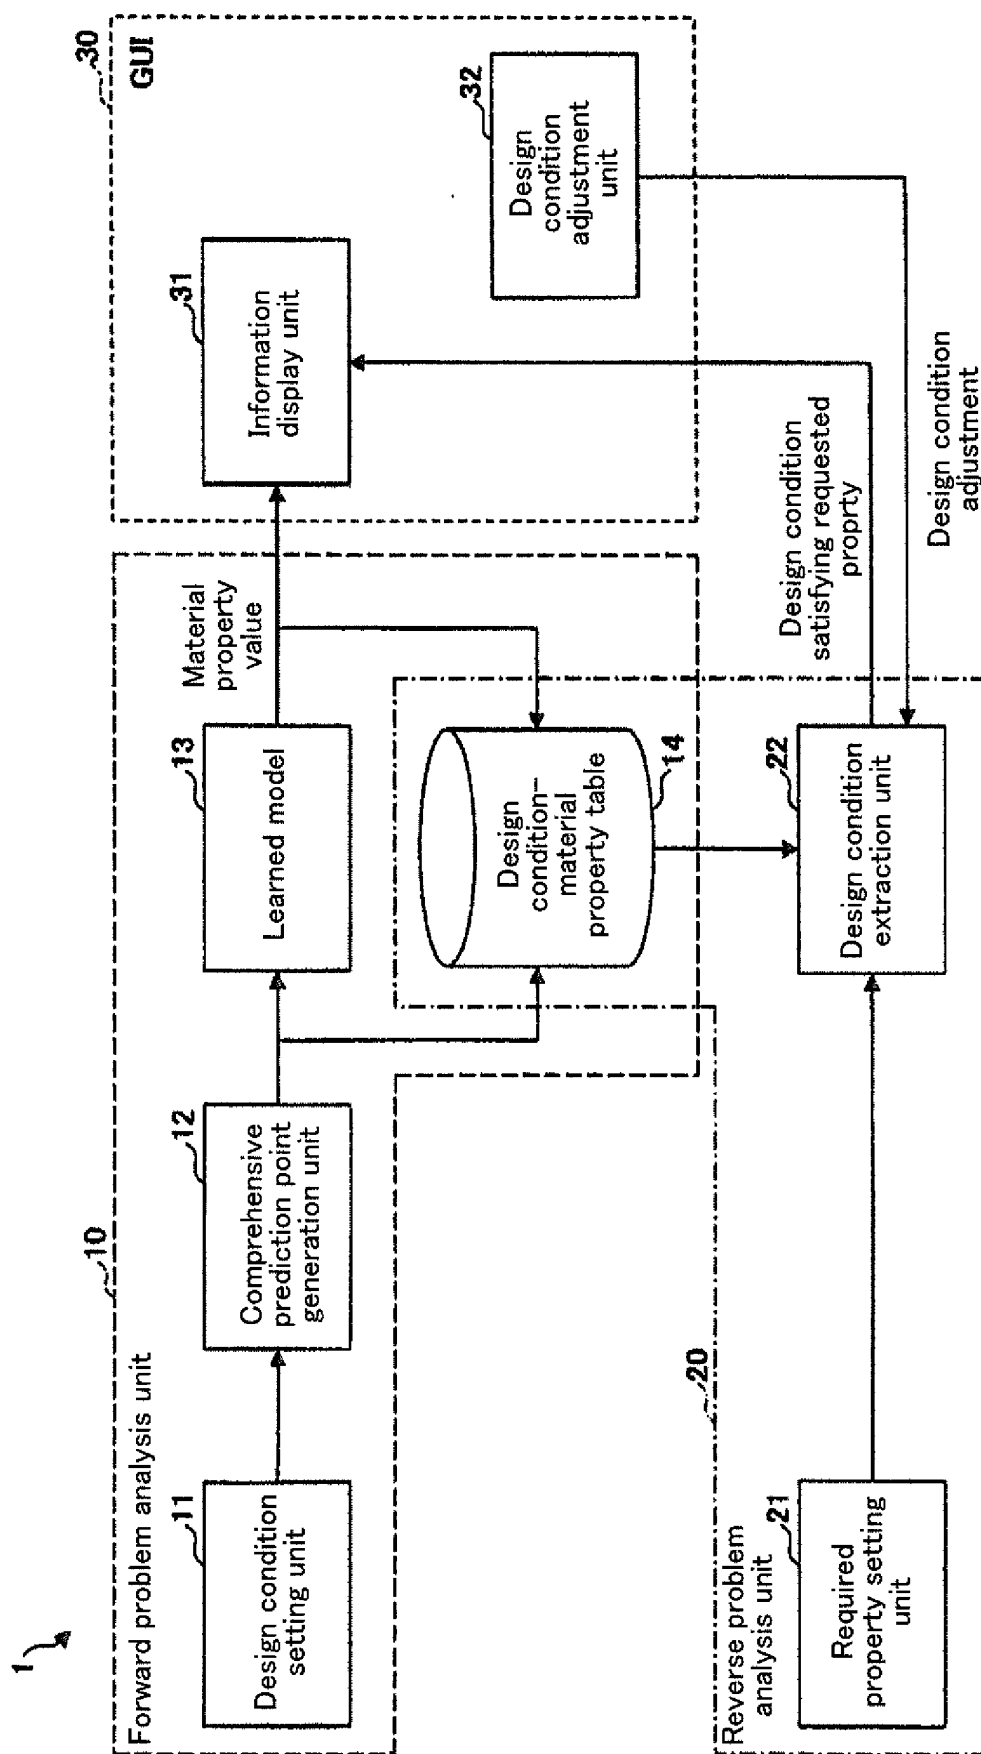 1
10
Forward problem analysis unit
11
Design condition
setting unit
12
Comprehensive
prediction point
generation unit
13
Learned model
Material
property
value
Design
condition—
material
property table
14
30
GUI
31
Information
display unit
32
Design
condition
adjustment
unit
20
Reverse problem
analysis unit
21
Required
property setting
unit
22
Design condition
extraction unit
Design condition
satisfying requested
proprty
Design condition
adjustment